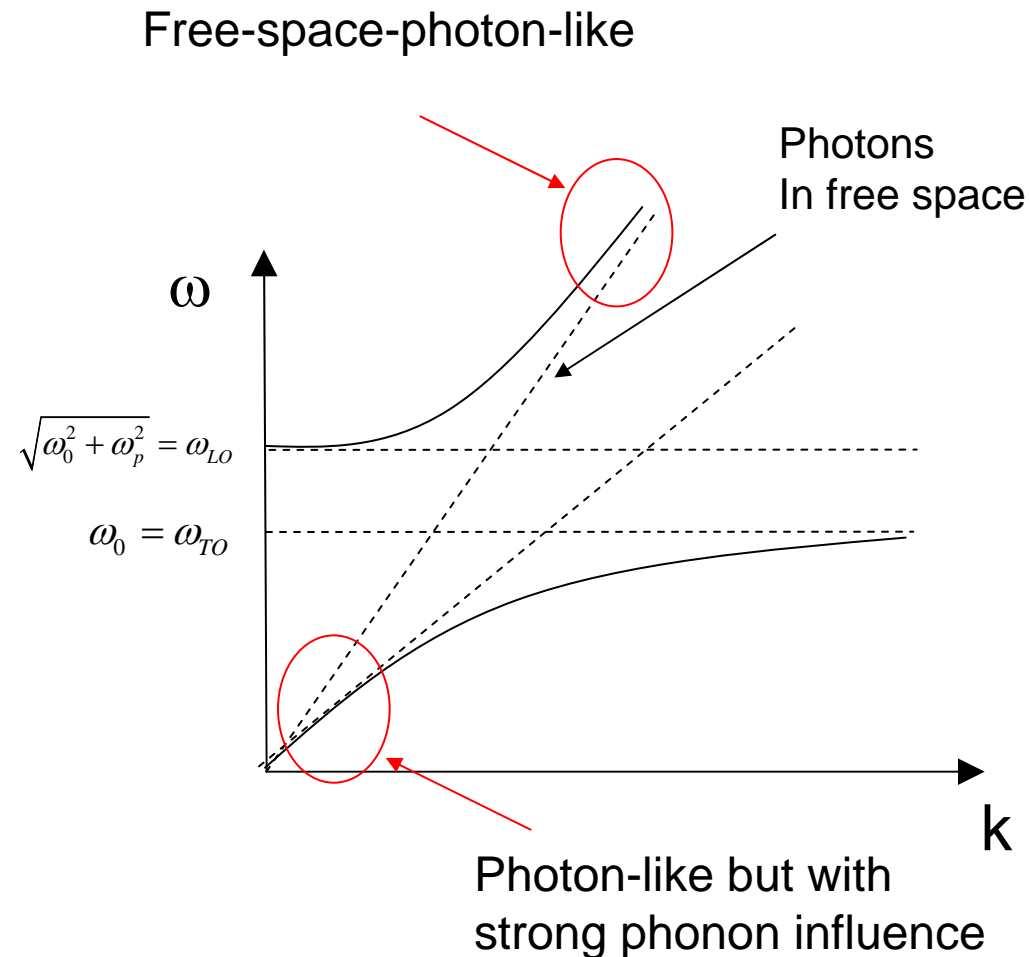 Free-space-photon-like
Photons
In free space
ω
√(ω₀² + ωₚ²) = ω_LO
ω₀ = ω_TO
k
Photon-like but with
strong phonon influence